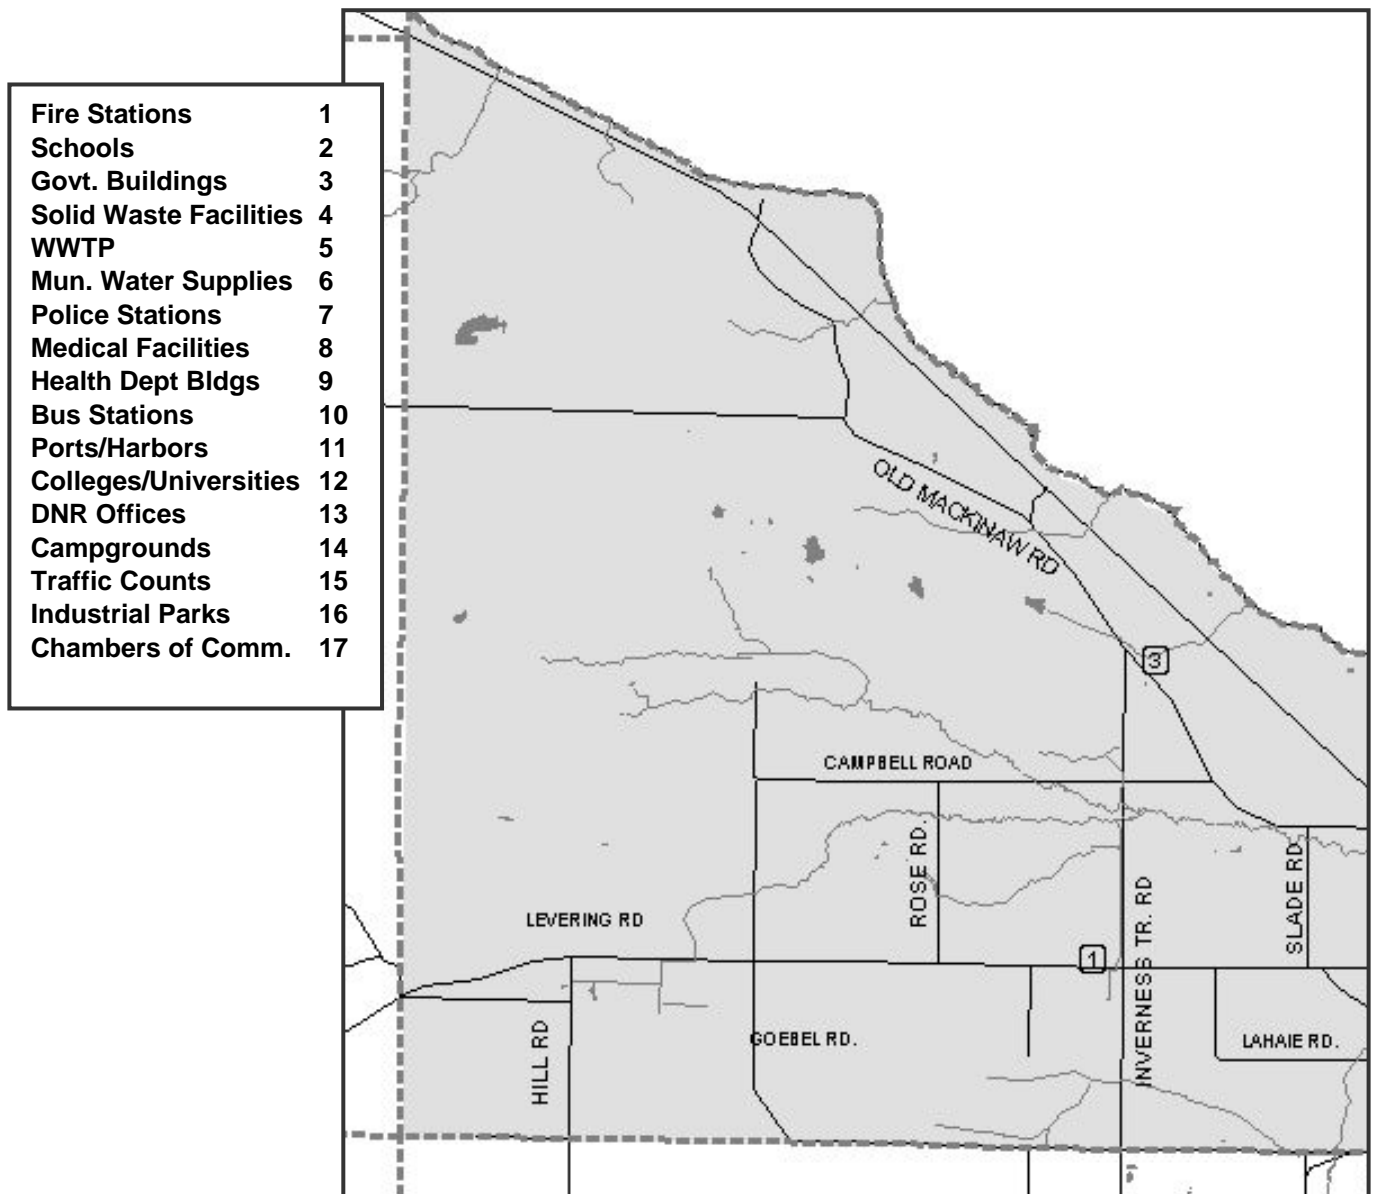 Fire Stations 1
Schools 2
Govt. Buildings 3
Solid Waste Facilities 4
WWTP 5
Mun. Water Supplies 6
Police Stations 7
Medical Facilities 8
Health Dept Bldgs 9
Bus Stations 10
Ports/Harbors 11
Colleges/Universities 12
DNR Offices 13
Campgrounds 14
Traffic Counts 15
Industrial Parks 16
Chambers of Comm. 17
OLD MACKINAW RD
3
CAMPBELL ROAD
ROSE RD.
SLADE RD
LEVERING RD
1
INVERNESS TR. RD
HILL RD
GOEBEL RD.
LAHAIE RD.